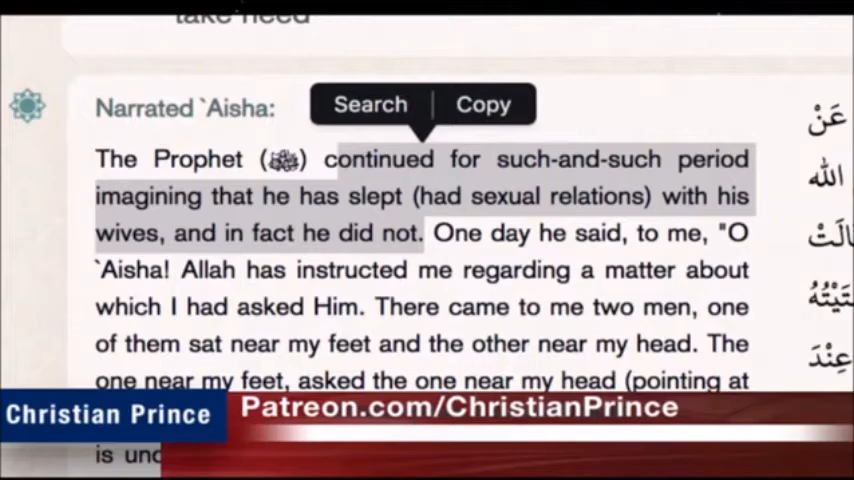 take heed
Narrated `Aisha:
Search
Copy
The Prophet (ﷺ) continued for such-and-such period
imagining that he has slept (had sexual relations) with his
wives, and in fact he did not. One day he said, to me, "O
`Aisha! Allah has instructed me regarding a matter about
which I had asked Him. There came to me two men, one
of them sat near my feet and the other near my head. The
one near my feet, asked the one near my head (pointing at
is und
عَنْ
الله
عِنْدَ
Christian Prince
Patreon.com/ChristianPrince